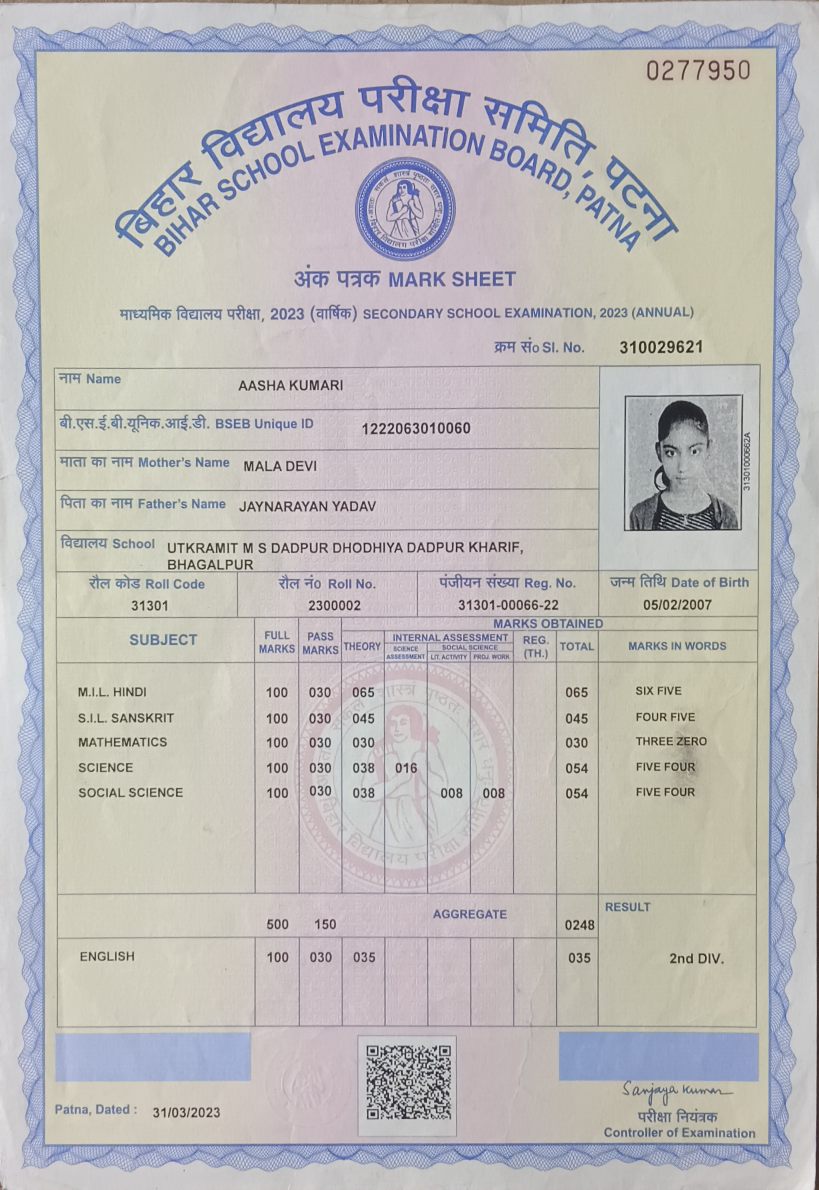 0277950
बिहार विद्यालय परीक्षा समिति, पटना
BIHAR SCHOOL EXAMINATION BOARD, PATNA
अंक पत्रक MARK SHEET
माध्यमिक विद्यालय परीक्षा, 2023 (वार्षिक) SECONDARY SCHOOL EXAMINATION, 2023 (ANNUAL)
क्रम सं० Sl. No. 310029621
नाम Name AASHA KUMARI
बी.एस.ई.बी.यूनिक.आई.डी. BSEB Unique ID 1222063010060
माता का नाम Mother's Name MALA DEVI
पिता का नाम Father's Name JAYNARAYAN YADAV
313010000662A
विद्यालय School UTKRAMIT M S DADPUR DHODHIYA DADPUR KHARIF,
BHAGALPUR
रौल कोड Roll Code रौल नं० Roll No. पंजीयन संख्या Reg. No. जन्म तिथि Date of Birth
31301 2300002 31301-00066-22 05/02/2007
SUBJECT FULL MARKS PASS MARKS MARKS OBTAINED
THEORY INTERNAL ASSESSMENT REG. (TH.) TOTAL MARKS IN WORDS
SCIENCE ASSESSMENT SOCIAL SCIENCE
LIT. ACTIVITY PROJ. WORK
M.I.L. HINDI 100 030 065 065 SIX FIVE
S.I.L. SANSKRIT 100 030 045 045 FOUR FIVE
MATHEMATICS 100 030 030 030 THREE ZERO
SCIENCE 100 030 038 016 054 FIVE FOUR
SOCIAL SCIENCE 100 030 038 008 008 054 FIVE FOUR
500 150 AGGREGATE 0248 RESULT
ENGLISH 100 030 035 035 2nd DIV.
Patna, Dated : 31/03/2023
Sanjaya Kumar
परीक्षा नियंत्रक
Controller of Examination